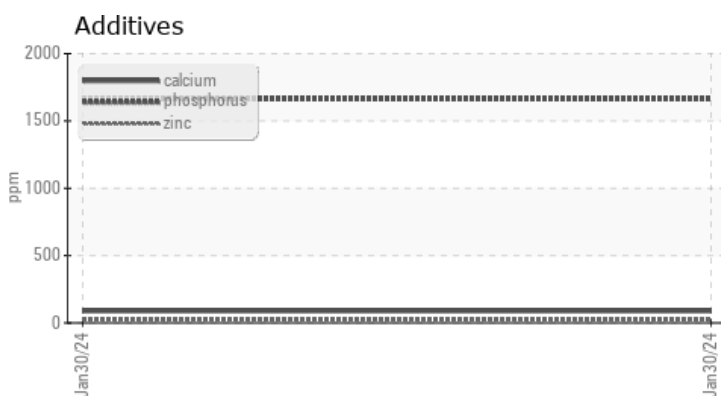 Additives
2000
1500
1000
500
0
ppm
calcium
phosphorus
zinc
Jan30/24
Jan30/24